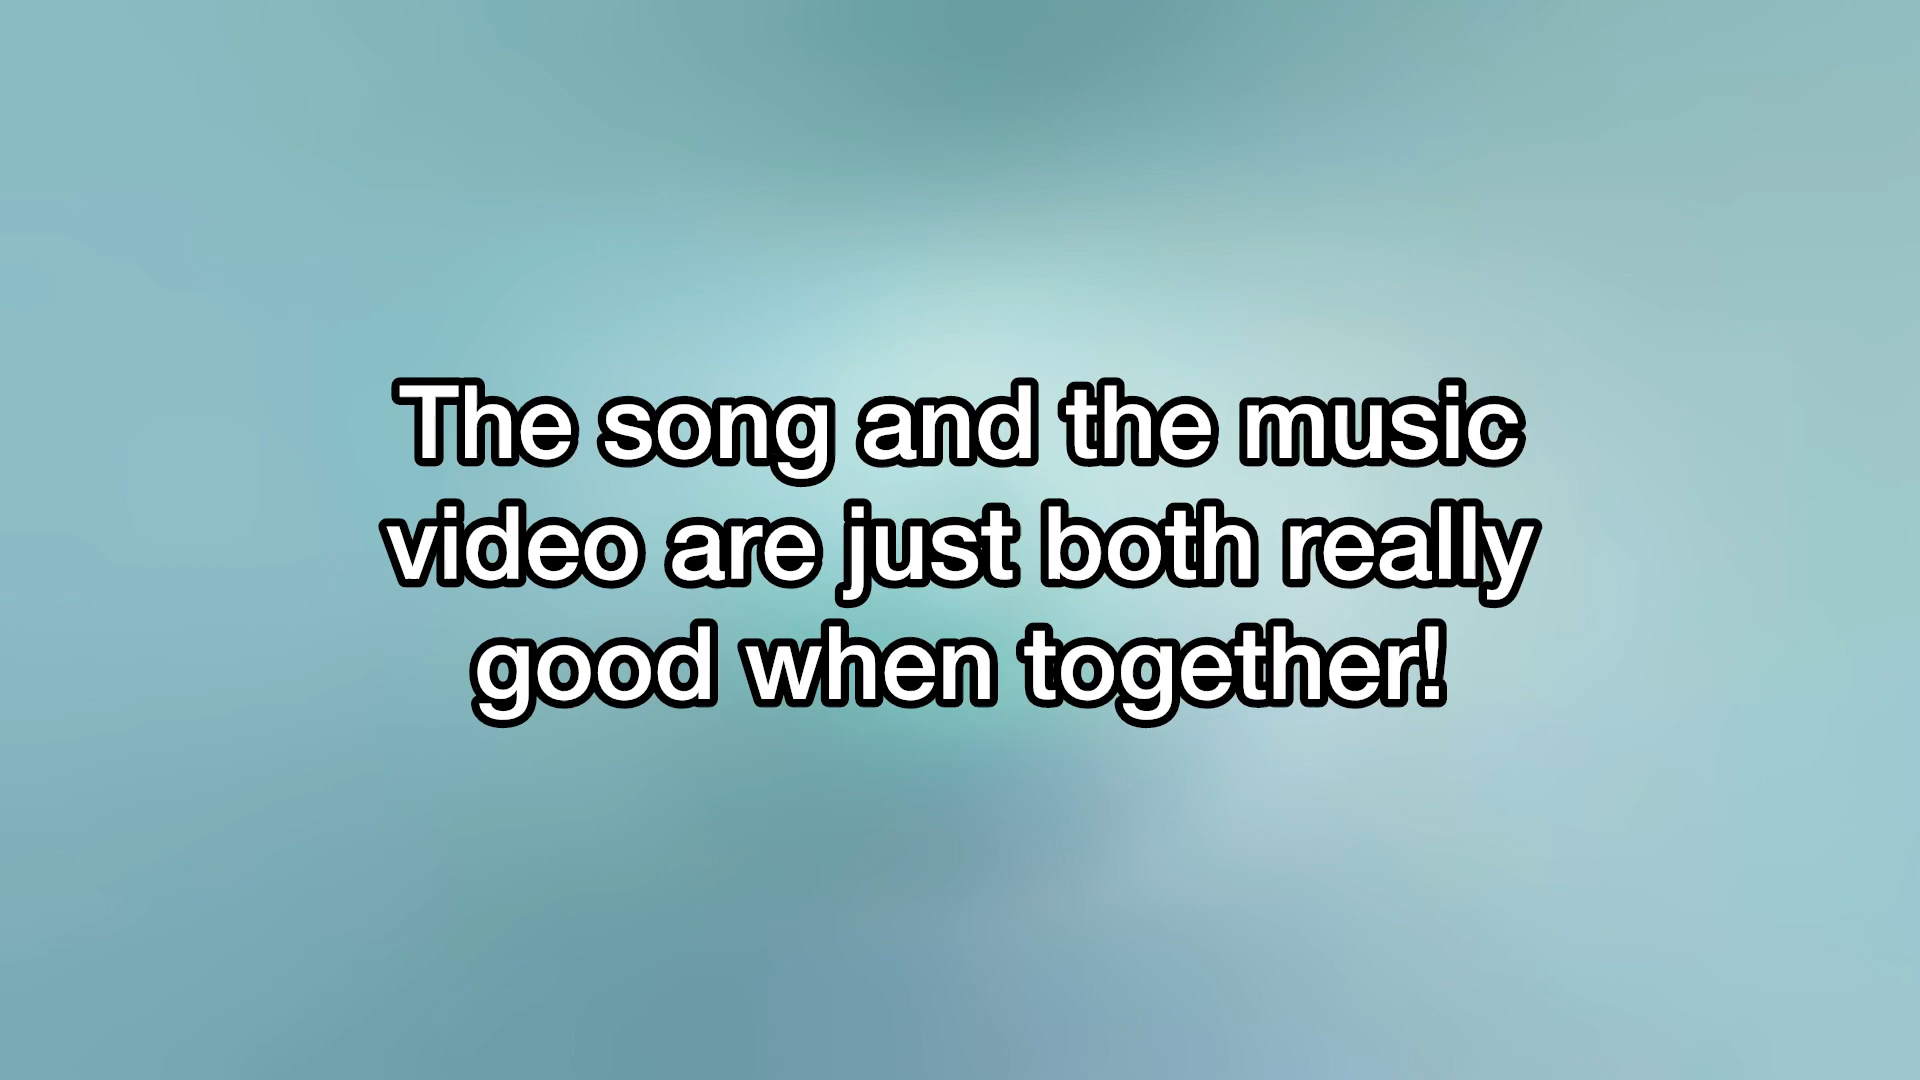 The song and the music
video are just both really
good when together!